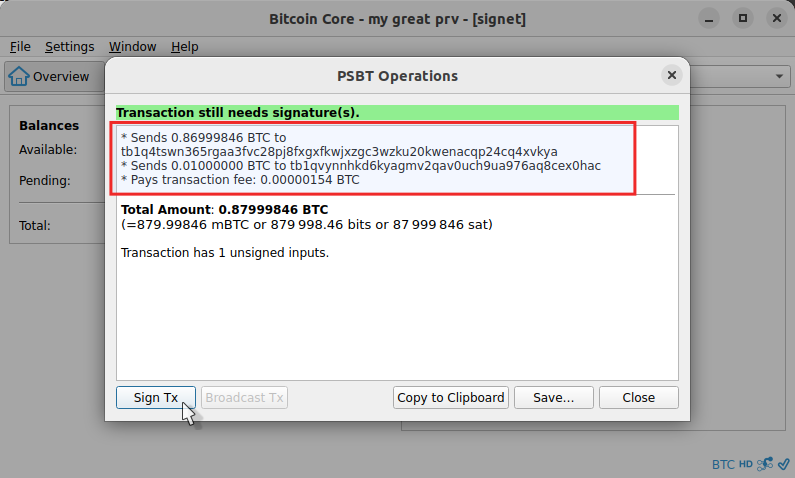 Bitcoin Core - my great prv - [signet]
File Settings Window Help
Overview
PSBT Operations
Transaction still needs signature(s).
* Sends 0.86999846 BTC to
tb1q4tswn365rgaa3fvc28pj8fxgxfkwjxzgc3wzku20kwenacqp24cq4xvkya
* Sends 0.01000000 BTC to tb1qvynnhkd6kyagmv2qav0uch9ua976aq8cex0hac
* Pays transaction fee: 0.00000154 BTC
Total Amount: 0.87999846 BTC
(=879.99846 mBTC or 879 998.46 bits or 87 999 846 sat)
Transaction has 1 unsigned inputs.
Balances
Available:
Pending:
Total:
Sign Tx
Broadcast Tx
Copy to Clipboard
Save...
Close
BTC HD